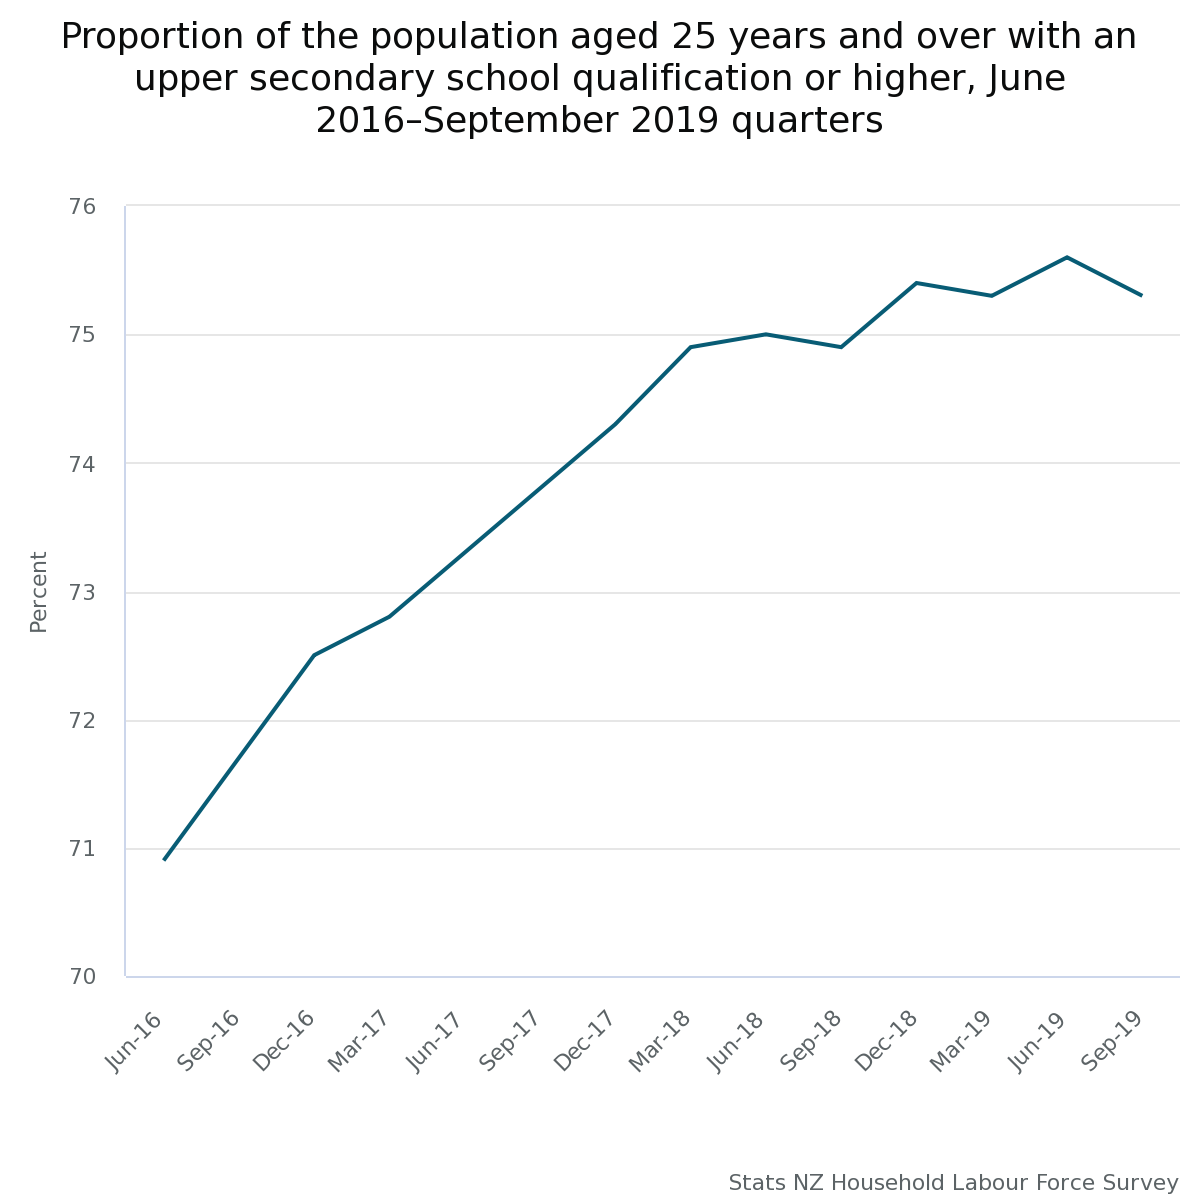 Proportion of the population aged 25 years and over with an
upper secondary school qualification or higher, June
2016–September 2019 quarters
76
75
74
73
72
71
70
Percent
Jun-16
Sep-16
Dec-16
Mar-17
Jun-17
Sep-17
Dec-17
Mar-18
Jun-18
Sep-18
Dec-18
Mar-19
Jun-19
Sep-19
Stats NZ Household Labour Force Survey